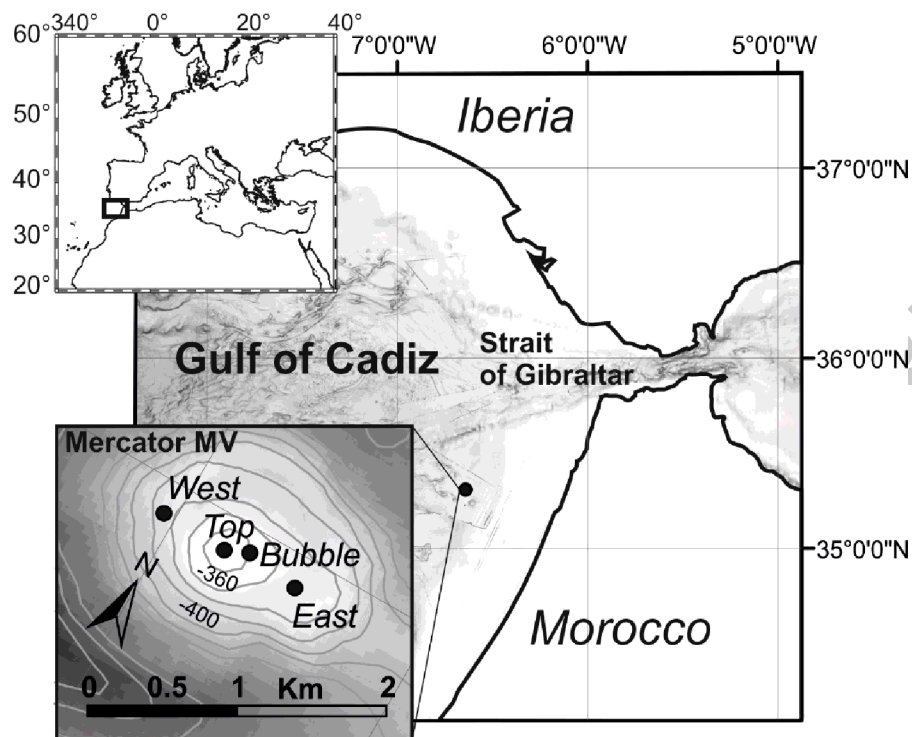 340° 0° 20° 40°
60°
50°
40°
30°
20°
7°00"W 6°0'0"W 5°0'0"W
Iberia
37°0'0"N
Strait
of Gibraltar
36°0'0"N
Gulf of Cadiz
35°0'0"N
Morocco
Mercator MV
West
Top
Bubble
-360
East
-400
N
0 0.5 1 Km 2